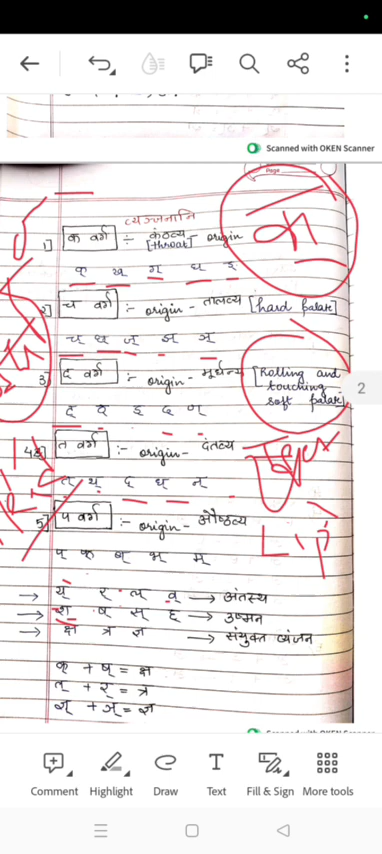 Scanned with OKEN Scanner
Page
व्यञ्जनानि
1] क वर्ग :- कंठव्य [throat] origin
क् ख् ग् घ् ङ्
2] च वर्ग :- origin - तालव्य [hard palate]
च् छ् ज् झ् ञ्
3] ट वर्ग :- origin - मूर्धन्य [Rolling and touching soft palate]
ट् ठ् ड् ढ् ण्
2
4] त वर्ग :- origin - दंतव्य
त् थ् द् ध् न्
5] प वर्ग :- origin - औष्ठव्य
Lip
प् फ् ब् भ् म्
→ य् र् ल् व् → अंतस्थ
→ श् ष् स् ह् → उष्मन
→ क्ष त्र ज्ञ → संयुक्त व्यंजन
क् + ष् = क्ष
त् + र् = त्र
ज् + ञ् = ज्ञ
Comment Highlight Draw Text Fill & Sign More tools